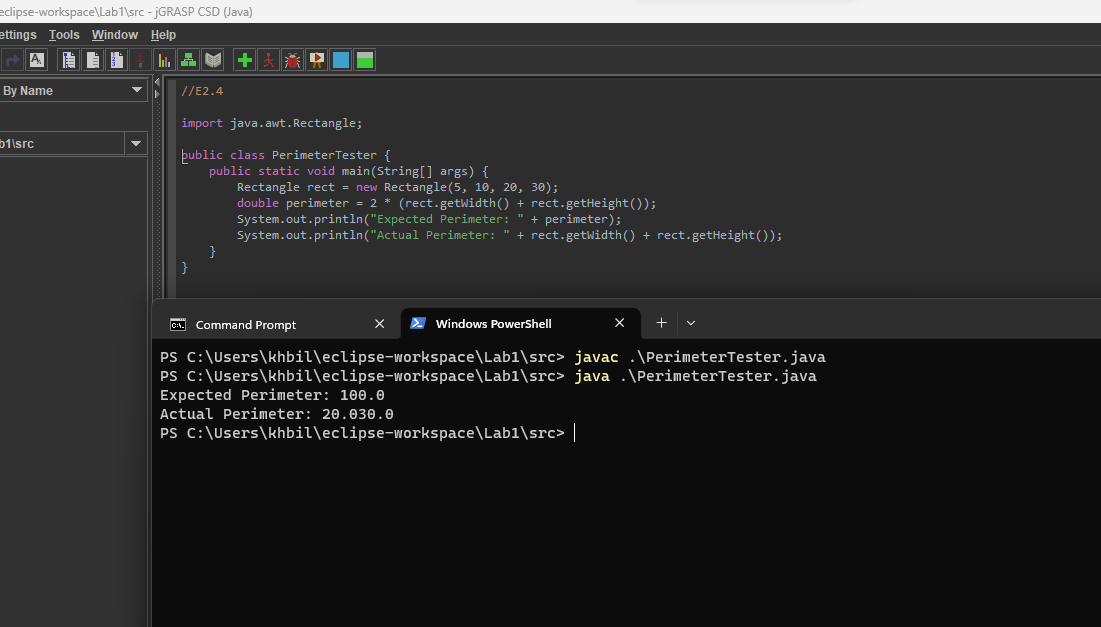 eclipse-workspace\Lab1\src - jGRASP CSD (Java)
ettings Tools Window Help
By Name
b1\src
//E2.4
import java.awt.Rectangle;
public class PerimeterTester {
public static void main(String[] args) {
Rectangle rect = new Rectangle(5, 10, 20, 30);
double perimeter = 2 * (rect.getWidth() + rect.getHeight());
System.out.println("Expected Perimeter: " + perimeter);
System.out.println("Actual Perimeter: " + rect.getWidth() + rect.getHeight());
}
}
Command Prompt
Windows PowerShell
PS C:\Users\khbil\eclipse-workspace\Lab1\src> javac .\PerimeterTester.java
PS C:\Users\khbil\eclipse-workspace\Lab1\src> java .\PerimeterTester.java
Expected Perimeter: 100.0
Actual Perimeter: 20.030.0
PS C:\Users\khbil\eclipse-workspace\Lab1\src>